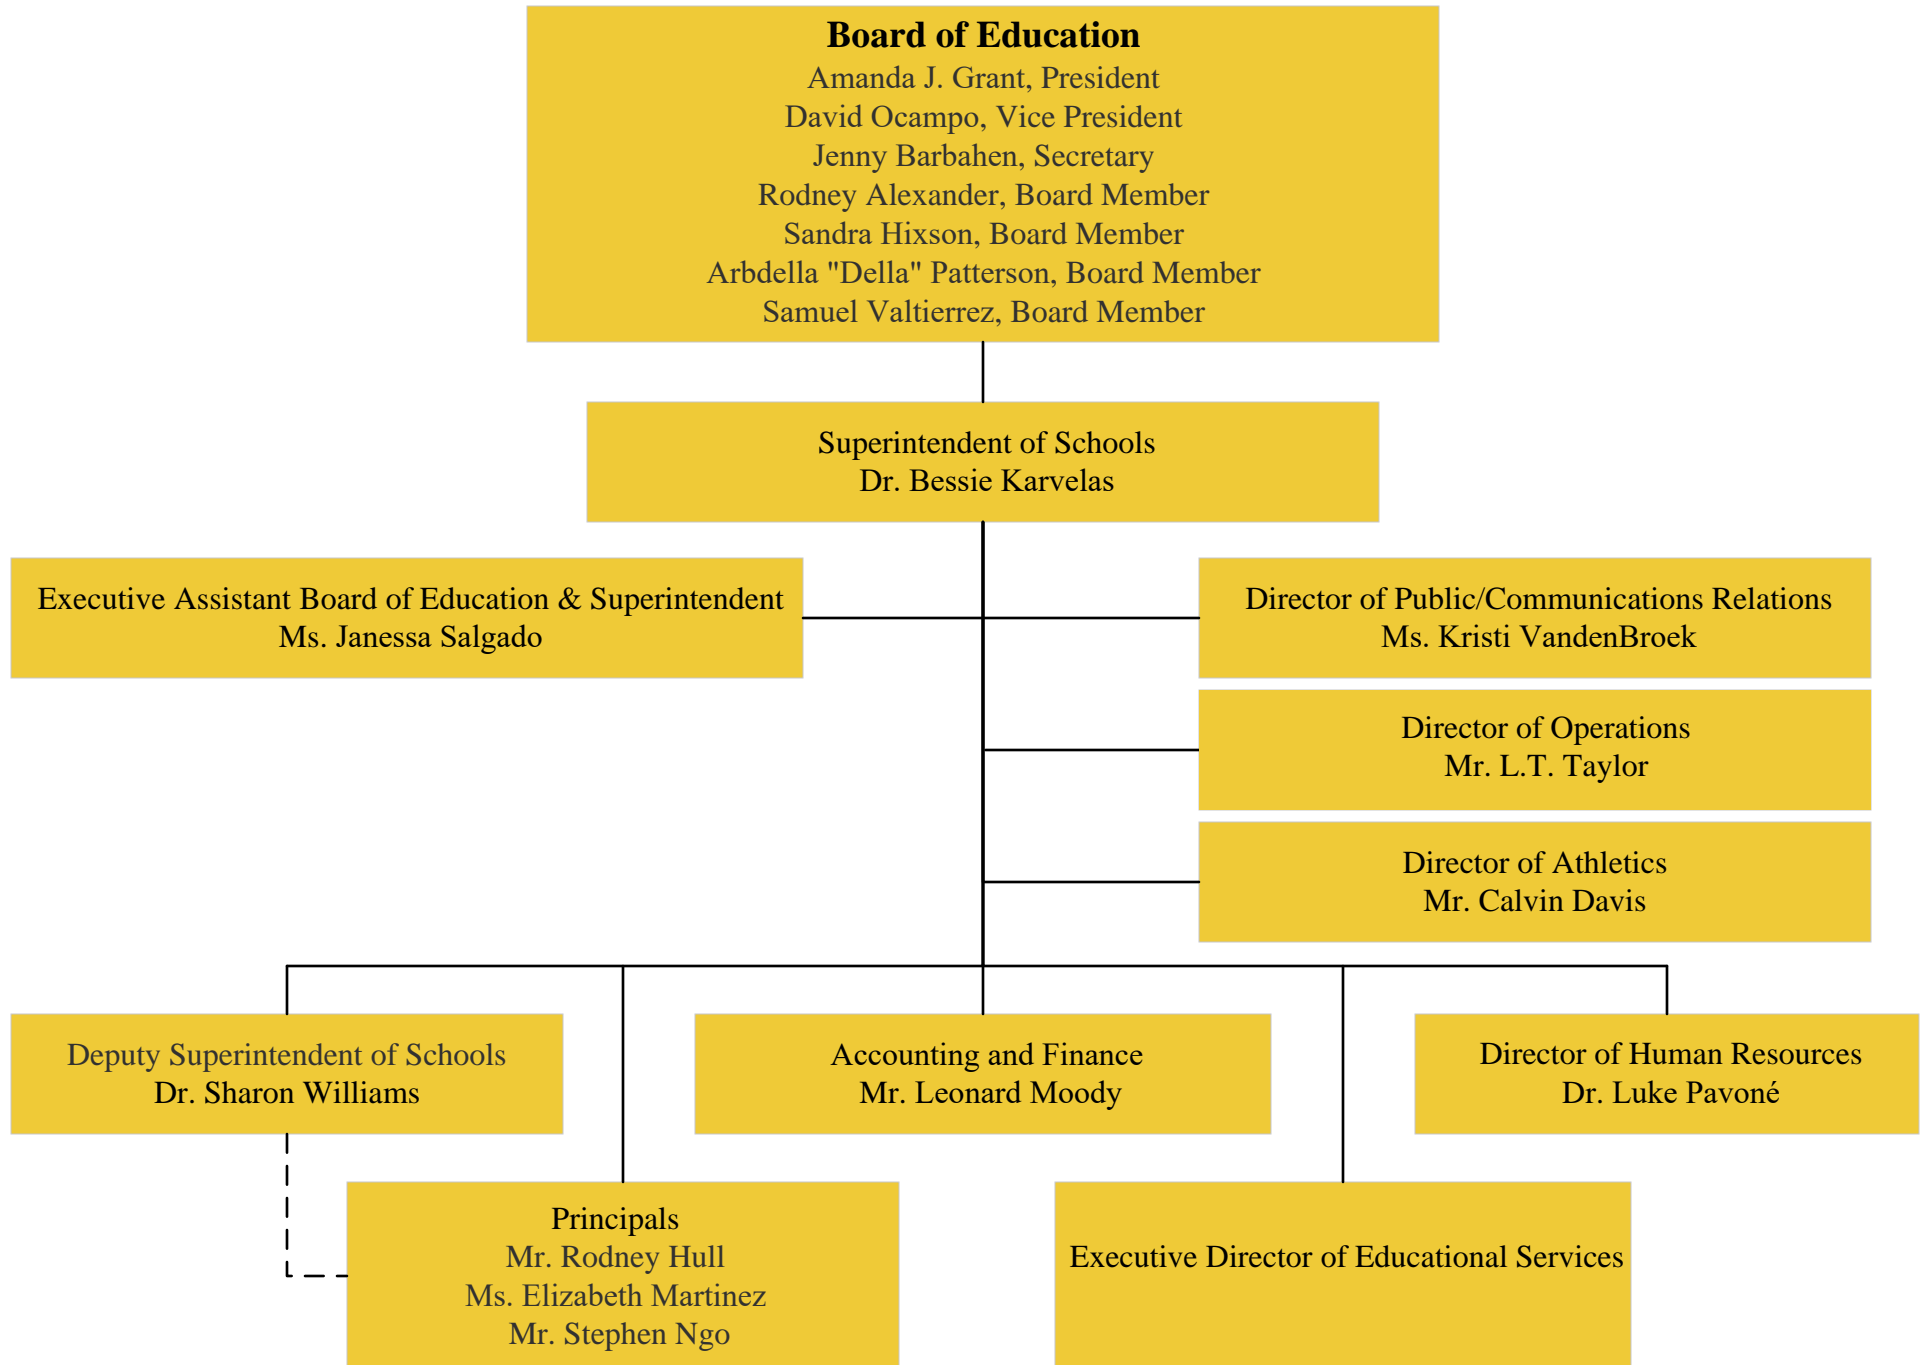 Board of Education
Amanda J. Grant, President
David Ocampo, Vice President
Jenny Barbahen, Secretary
Rodney Alexander, Board Member
Sandra Hixson, Board Member
Arbdella "Della" Patterson, Board Member
Samuel Valtierrez, Board Member
Superintendent of Schools
Dr. Bessie Karvelas
Executive Assistant Board of Education & Superintendent
Ms. Janessa Salgado
Director of Public/Communications Relations
Ms. Kristi VandenBroek
Director of Operations
Mr. L.T. Taylor
Director of Athletics
Mr. Calvin Davis
Deputy Superintendent of Schools
Dr. Sharon Williams
Accounting and Finance
Mr. Leonard Moody
Director of Human Resources
Dr. Luke Pavoné
Principals
Mr. Rodney Hull
Ms. Elizabeth Martinez
Mr. Stephen Ngo
Executive Director of Educational Services